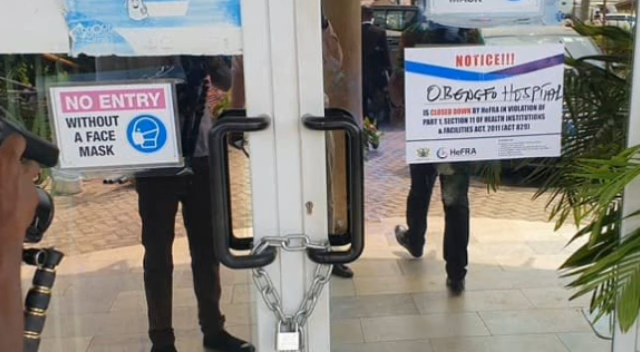 NO ENTRY
WITHOUT
A FACE
MASK
MASK
NOTICE!!!
OBENGFO HOSPITAL
IS CLOSED DOWN BY HeFRA IN VIOLATION OF
PART 1, SECTION 11 OF HEALTH INSTITUTIONS
& FACILITIES ACT, 2011 (ACT 829)
HeFRA